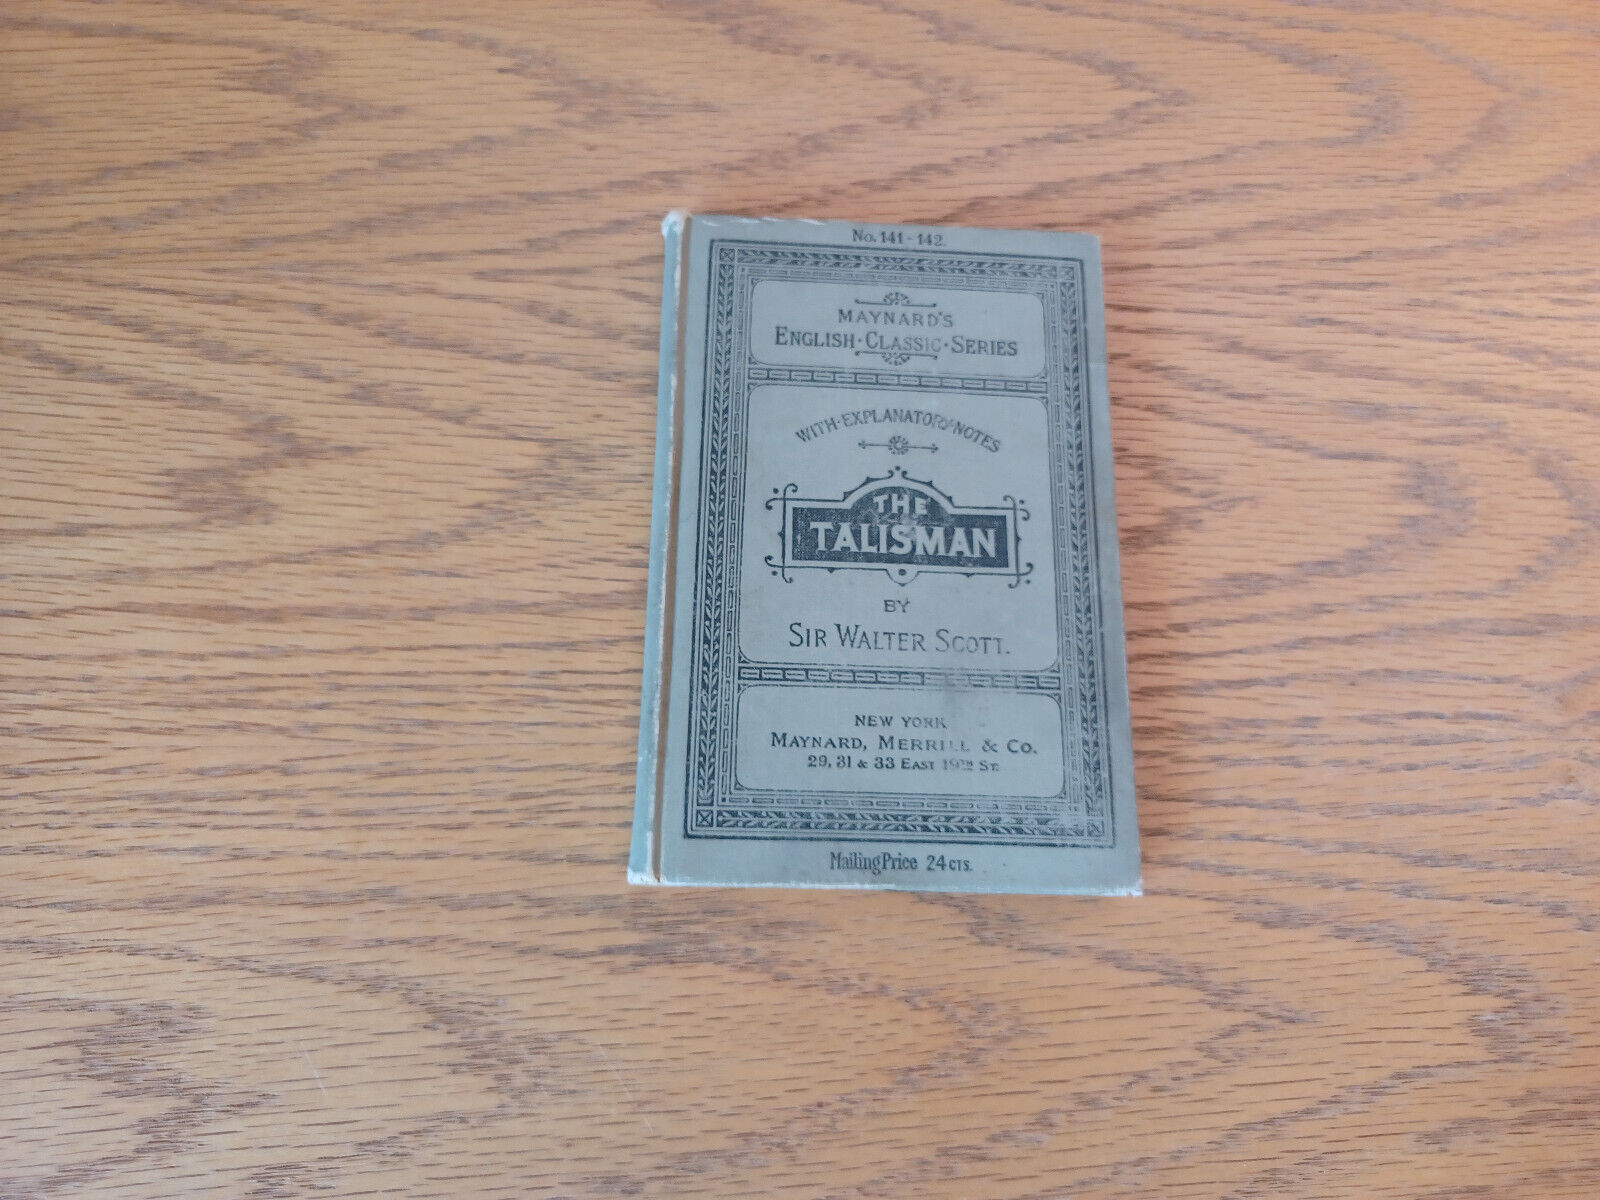 No. 141-142.
MAYNARD'S
ENGLISH·CLASSIC·SERIES
WITH·EXPLANATORY·NOTES
THE
TALISMAN
BY
SIR WALTER SCOTT.
NEW YORK
MAYNARD, MERRILL & Co.
29, 31 & 33 EAST 19TH ST.
Mailing Price 24 CTS.